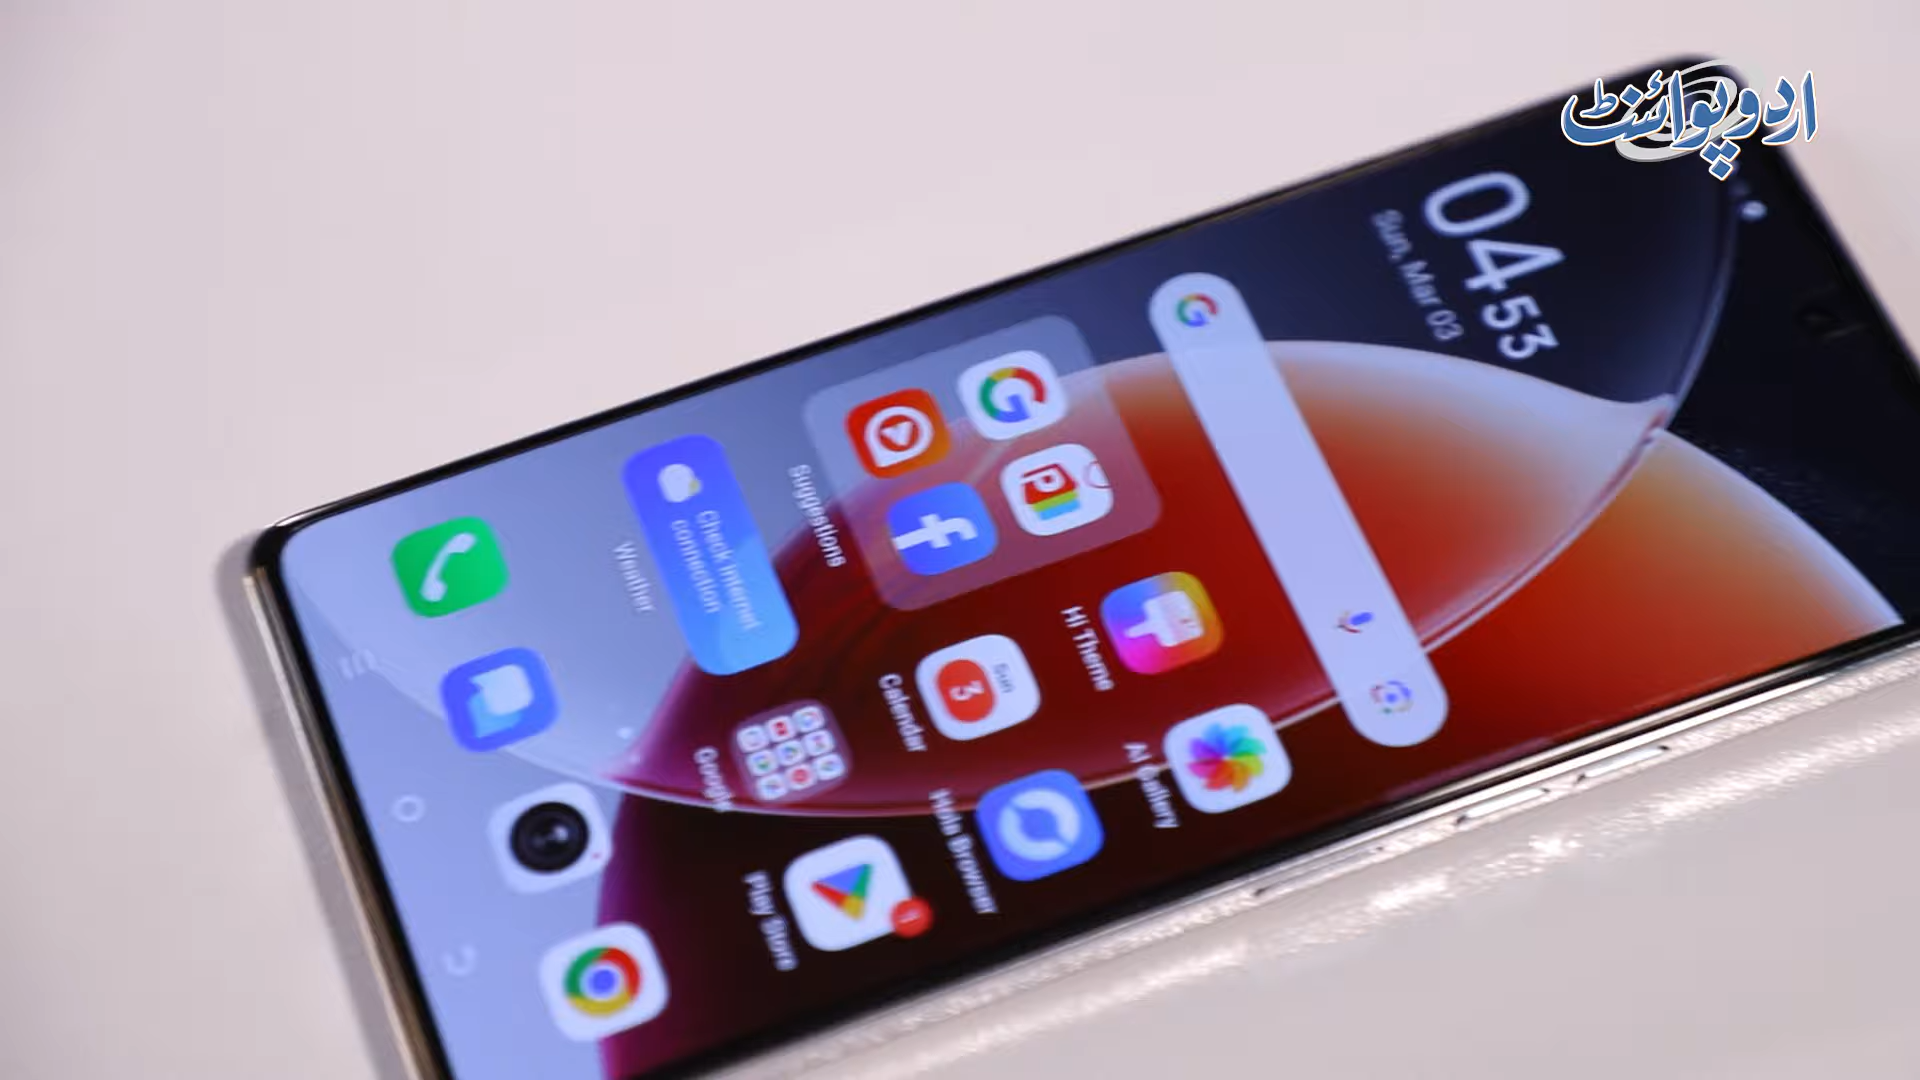 اردو پوائنٹ
04
53
Sun, Mar 03
Suggestions
Check internet
connection
Weather
Hi Theme
Sun
3
Calendar
AI Gallery
Hola Browser
Google
Play Store